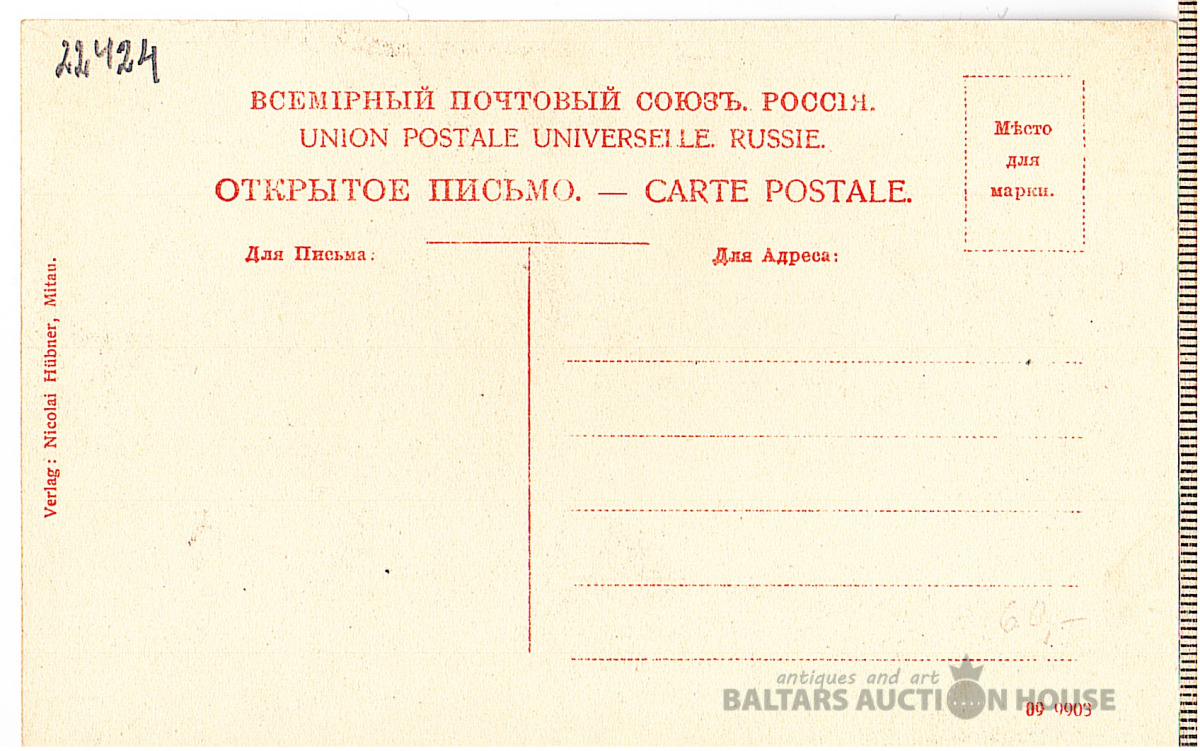 22424
ВСЕМІРНЫЙ ПОЧТОВЫЙ СОЮЗЪ. РОССІЯ.
UNION POSTALE UNIVERSELLE. RUSSIE.
ОТКРЫТОЕ ПИСЬМО. — CARTE POSTALE.
Мѣсто
для
марки.
Для Письма:
Для Адреса:
Verlag: Nicolai Hübner, Mitau.
60,-
antiques and art
BALTARS AUCTION HOUSE
09 9903